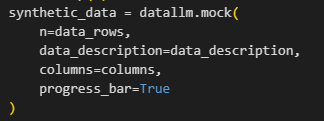 synthetic_data = datallm.mock(
    n=data_rows,
    data_description=data_description,
    columns=columns,
    progress_bar=True
)